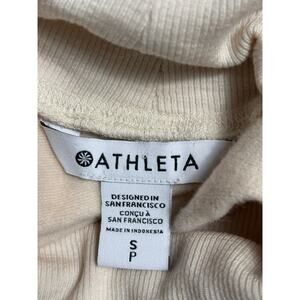 ATHLETA
DESIGNED IN
SAN FRANCISCO
CONÇU À
SAN FRANCISCO
MADE IN INDONESIA
S
P